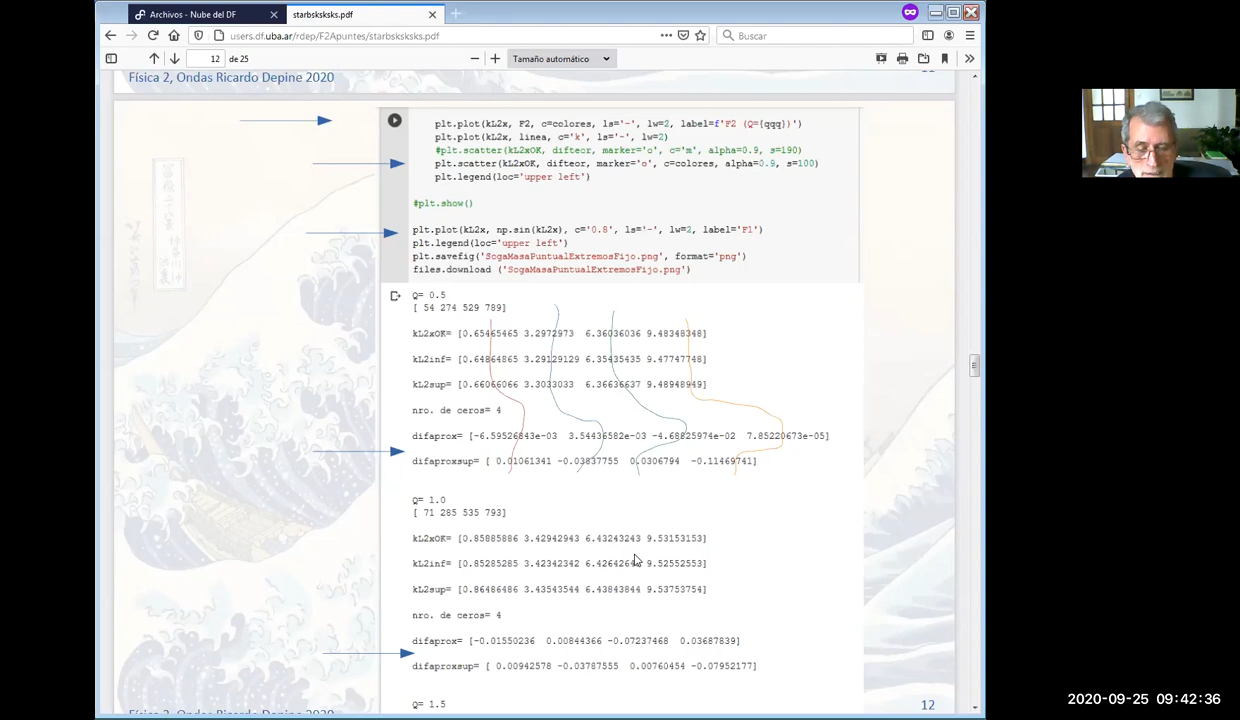 Archivos - Nube del DF
starbsksksks.pdf
users.df.uba.ar/rdep/F2Apuntes/starbsksksks.pdf
Buscar
12 de 25
Tamaño automático
Física 2, Ondas Ricardo Depine 2020
11
plt.plot(kL2x, F2, c=colores, ls='-', lw=2, label=f'F2 (Q={qqq})')
plt.plot(kL2x, linea, c='k', ls='-', lw=2)
#plt.scatter(kL2xOK, difteor, marker='o', c='m', alpha=0.9, s=190)
plt.scatter(kL2xOK, difteor, marker='o', c=colores, alpha=0.9, s=100)
plt.legend(loc='upper left')
#plt.show()
plt.plot(kL2x, np.sin(kL2x), c='0.8', ls='-', lw=2, label='F1')
plt.legend(loc='upper left')
plt.savefig('SogaMasaPuntualExtremosFijo.png', format='png')
files.download ('SogaMasaPuntualExtremosFijo.png')
Q= 0.5
[ 54 274 529 789]
kL2xOK= [0.65465465 3.2972973 6.36036036 9.48348348]
kL2inf= [0.64864865 3.29129129 6.35435435 9.47747748]
kL2sup= [0.66066066 3.3033033 6.36636637 9.48948949]
nro. de ceros= 4
difaprox= [-6.59526843e-03 3.54436582e-03 -4.68825974e-02 7.85220673e-05]
difaproxsup= [ 0.01061341 -0.03837755 0.0306794 -0.11469741]
Q= 1.0
[ 71 285 535 793]
kL2xOK= [0.85885886 3.42942943 6.43243243 9.53153153]
kL2inf= [0.85285285 3.42342342 9.52552553]
kL2sup= [0.86486486 3.43543544 6.43843844 9.53753754]
nro. de ceros= 4
difaprox= [-0.01550236 0.00844366 -0.07237468 0.03687839]
difaproxsup= [ 0.00942578 -0.03787555 0.00760454 -0.07952177]
Q= 1.5
Física 2, Ondas Ricardo Depine 2020
12
2020-09-25 09:42:36